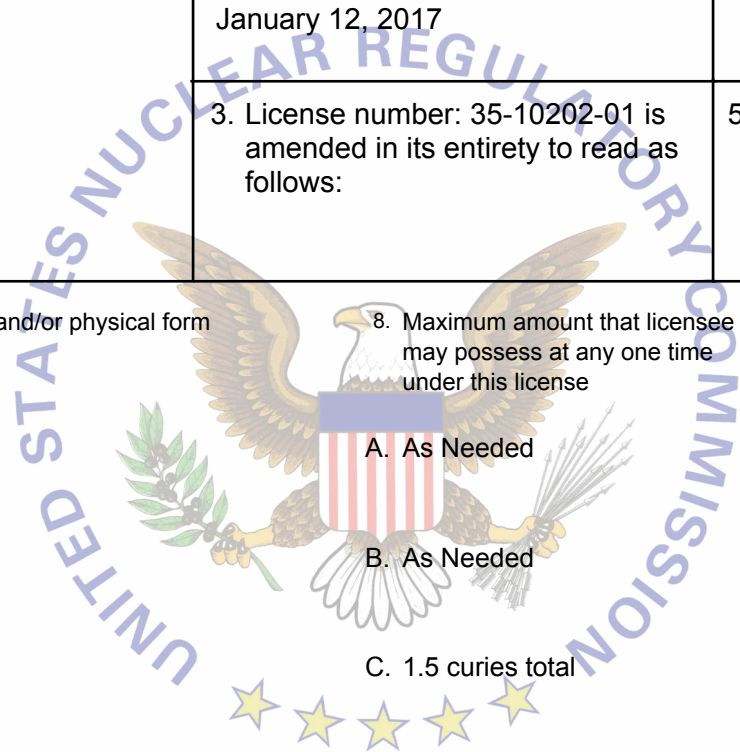 January 12, 2017
3. License number: 35-10202-01 is
amended in its entirety to read as
follows:
5
and/or physical form
8. Maximum amount that licensee
may possess at any one time
under this license
A. As Needed
B. As Needed
C. 1.5 curies total
UNITED STATES NUCLEAR REGULATORY COMMISSION